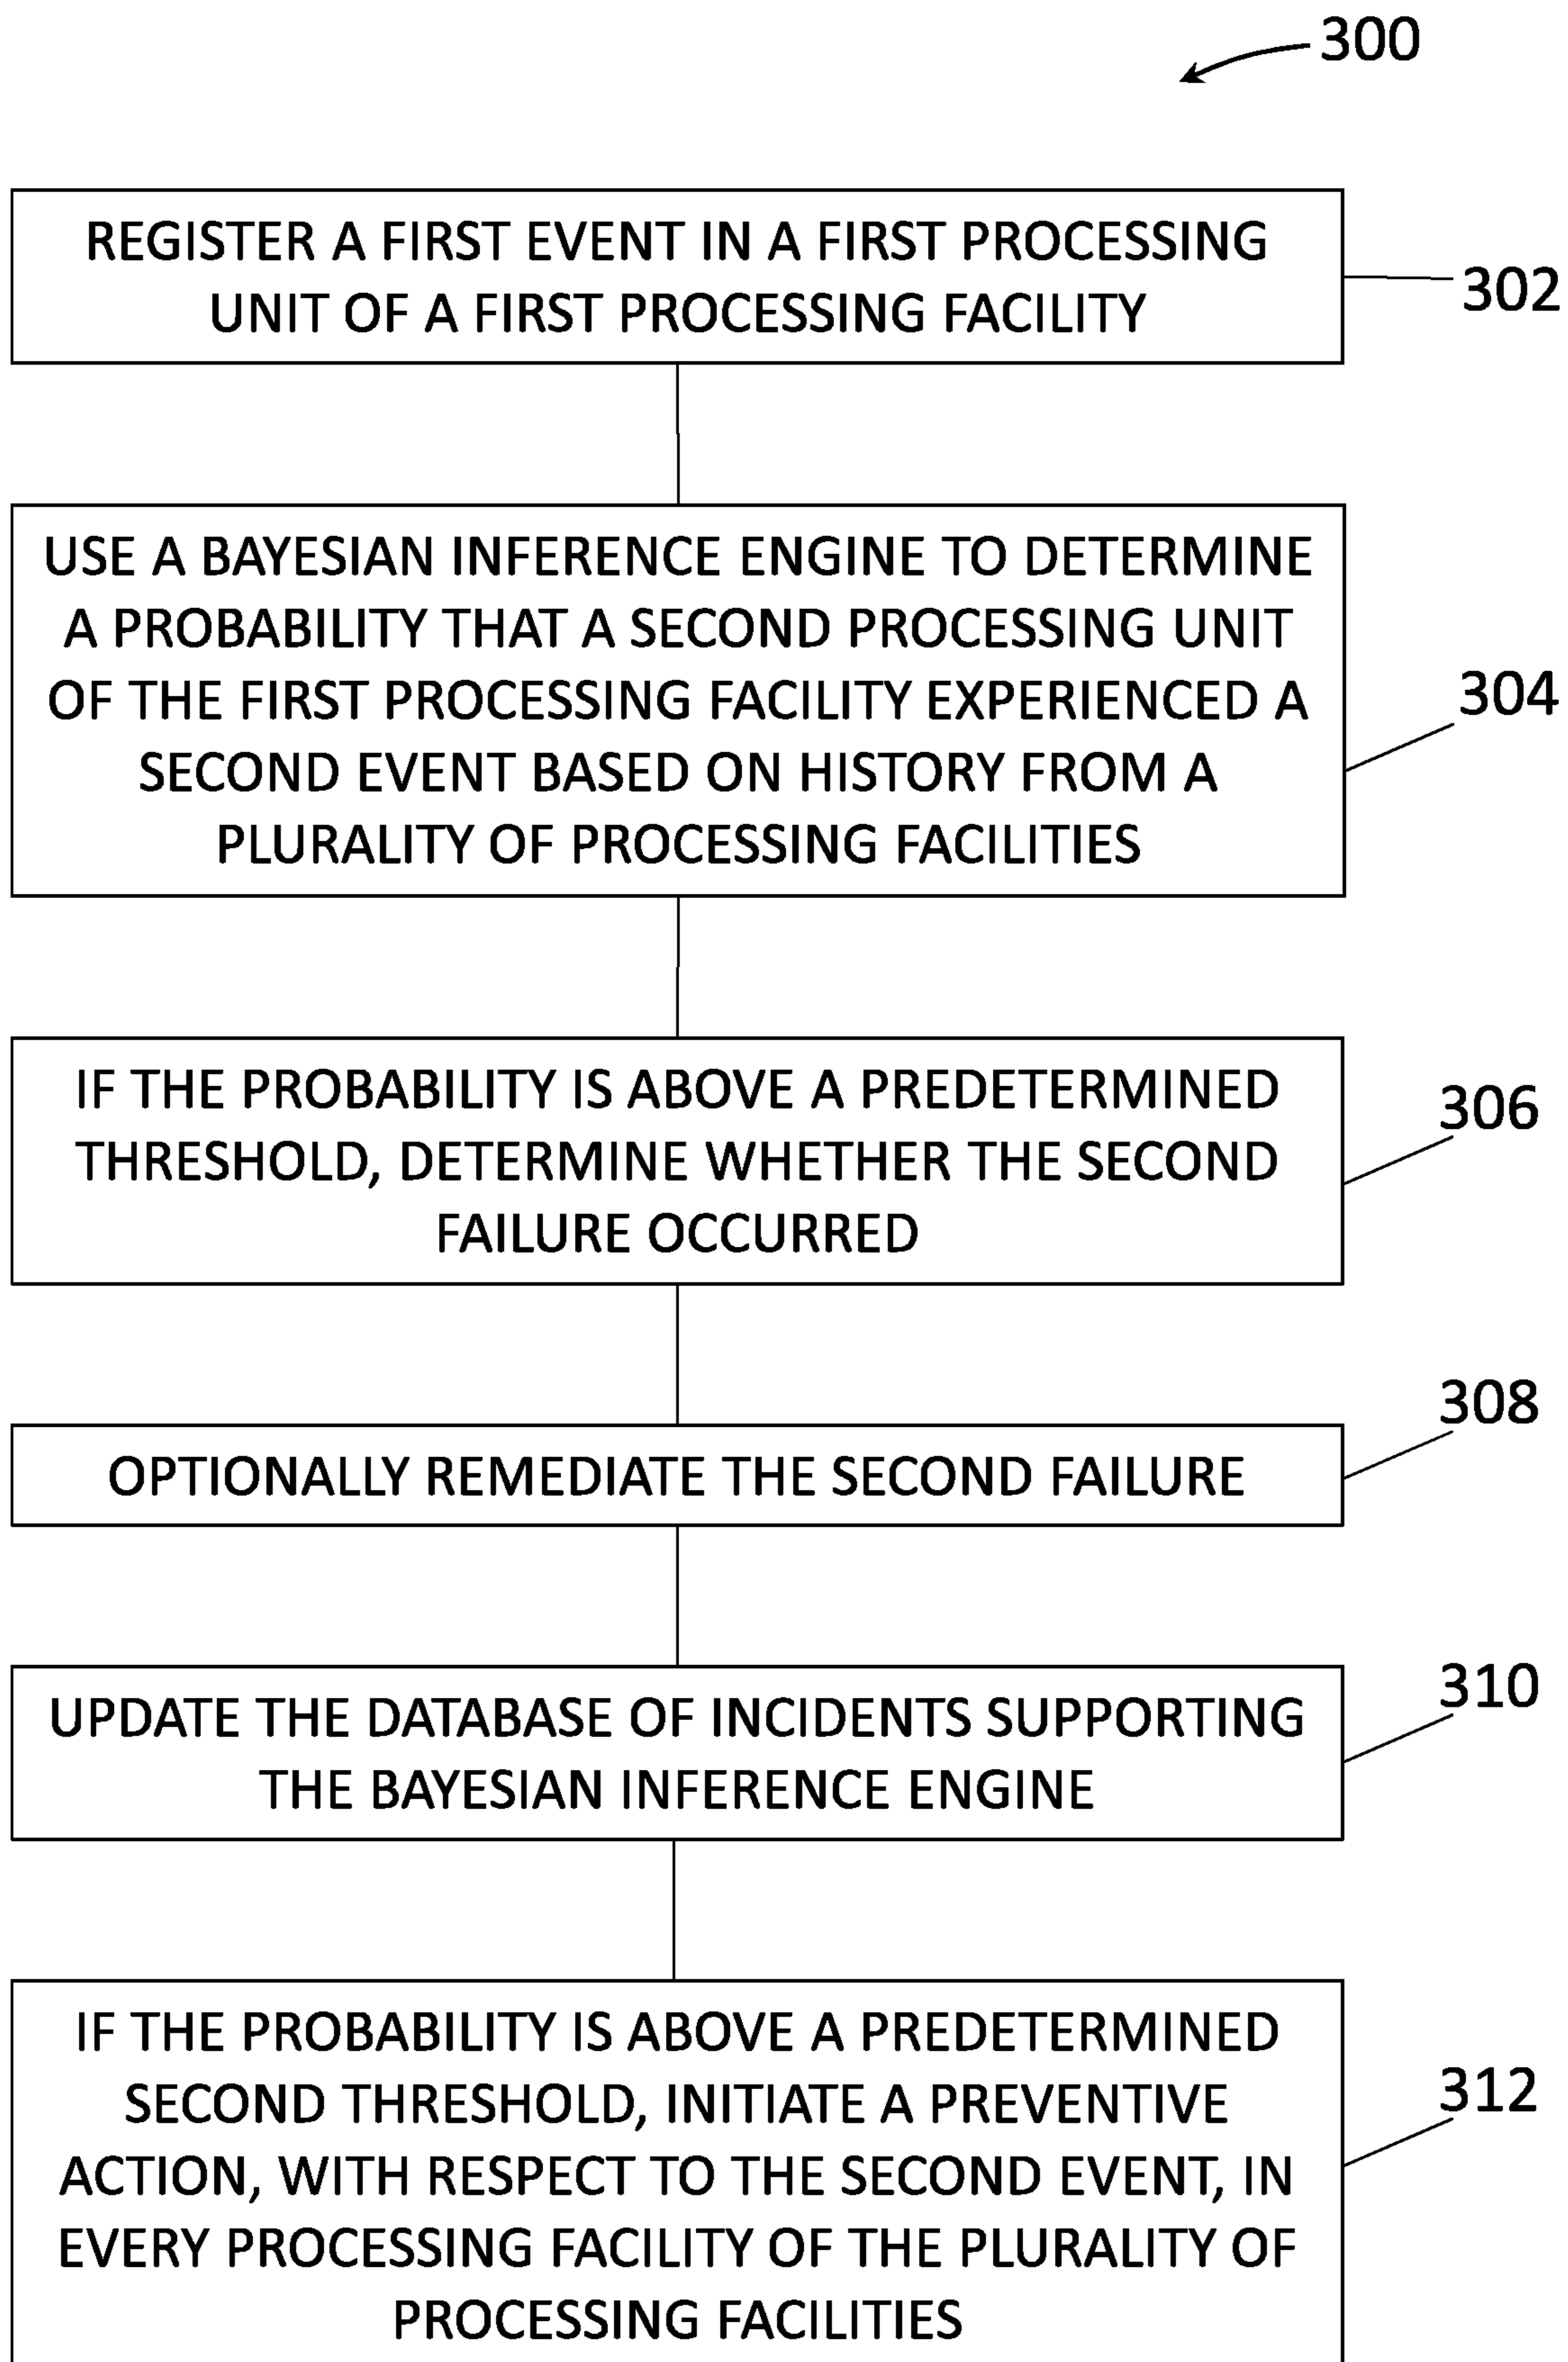 300
REGISTER A FIRST EVENT IN A FIRST PROCESSING
UNIT OF A FIRST PROCESSING FACILITY
302
USE A BAYESIAN INFERENCE ENGINE TO DETERMINE
A PROBABILITY THAT A SECOND PROCESSING UNIT
OF THE FIRST PROCESSING FACILITY EXPERIENCED A
SECOND EVENT BASED ON HISTORY FROM A
PLURALITY OF PROCESSING FACILITIES
304
IF THE PROBABILITY IS ABOVE A PREDETERMINED
THRESHOLD, DETERMINE WHETHER THE SECOND
FAILURE OCCURRED
306
OPTIONALLY REMEDIATE THE SECOND FAILURE
308
UPDATE THE DATABASE OF INCIDENTS SUPPORTING
THE BAYESIAN INFERENCE ENGINE
310
IF THE PROBABILITY IS ABOVE A PREDETERMINED
SECOND THRESHOLD, INITIATE A PREVENTIVE
ACTION, WITH RESPECT TO THE SECOND EVENT, IN
EVERY PROCESSING FACILITY OF THE PLURALITY OF
PROCESSING FACILITIES
312